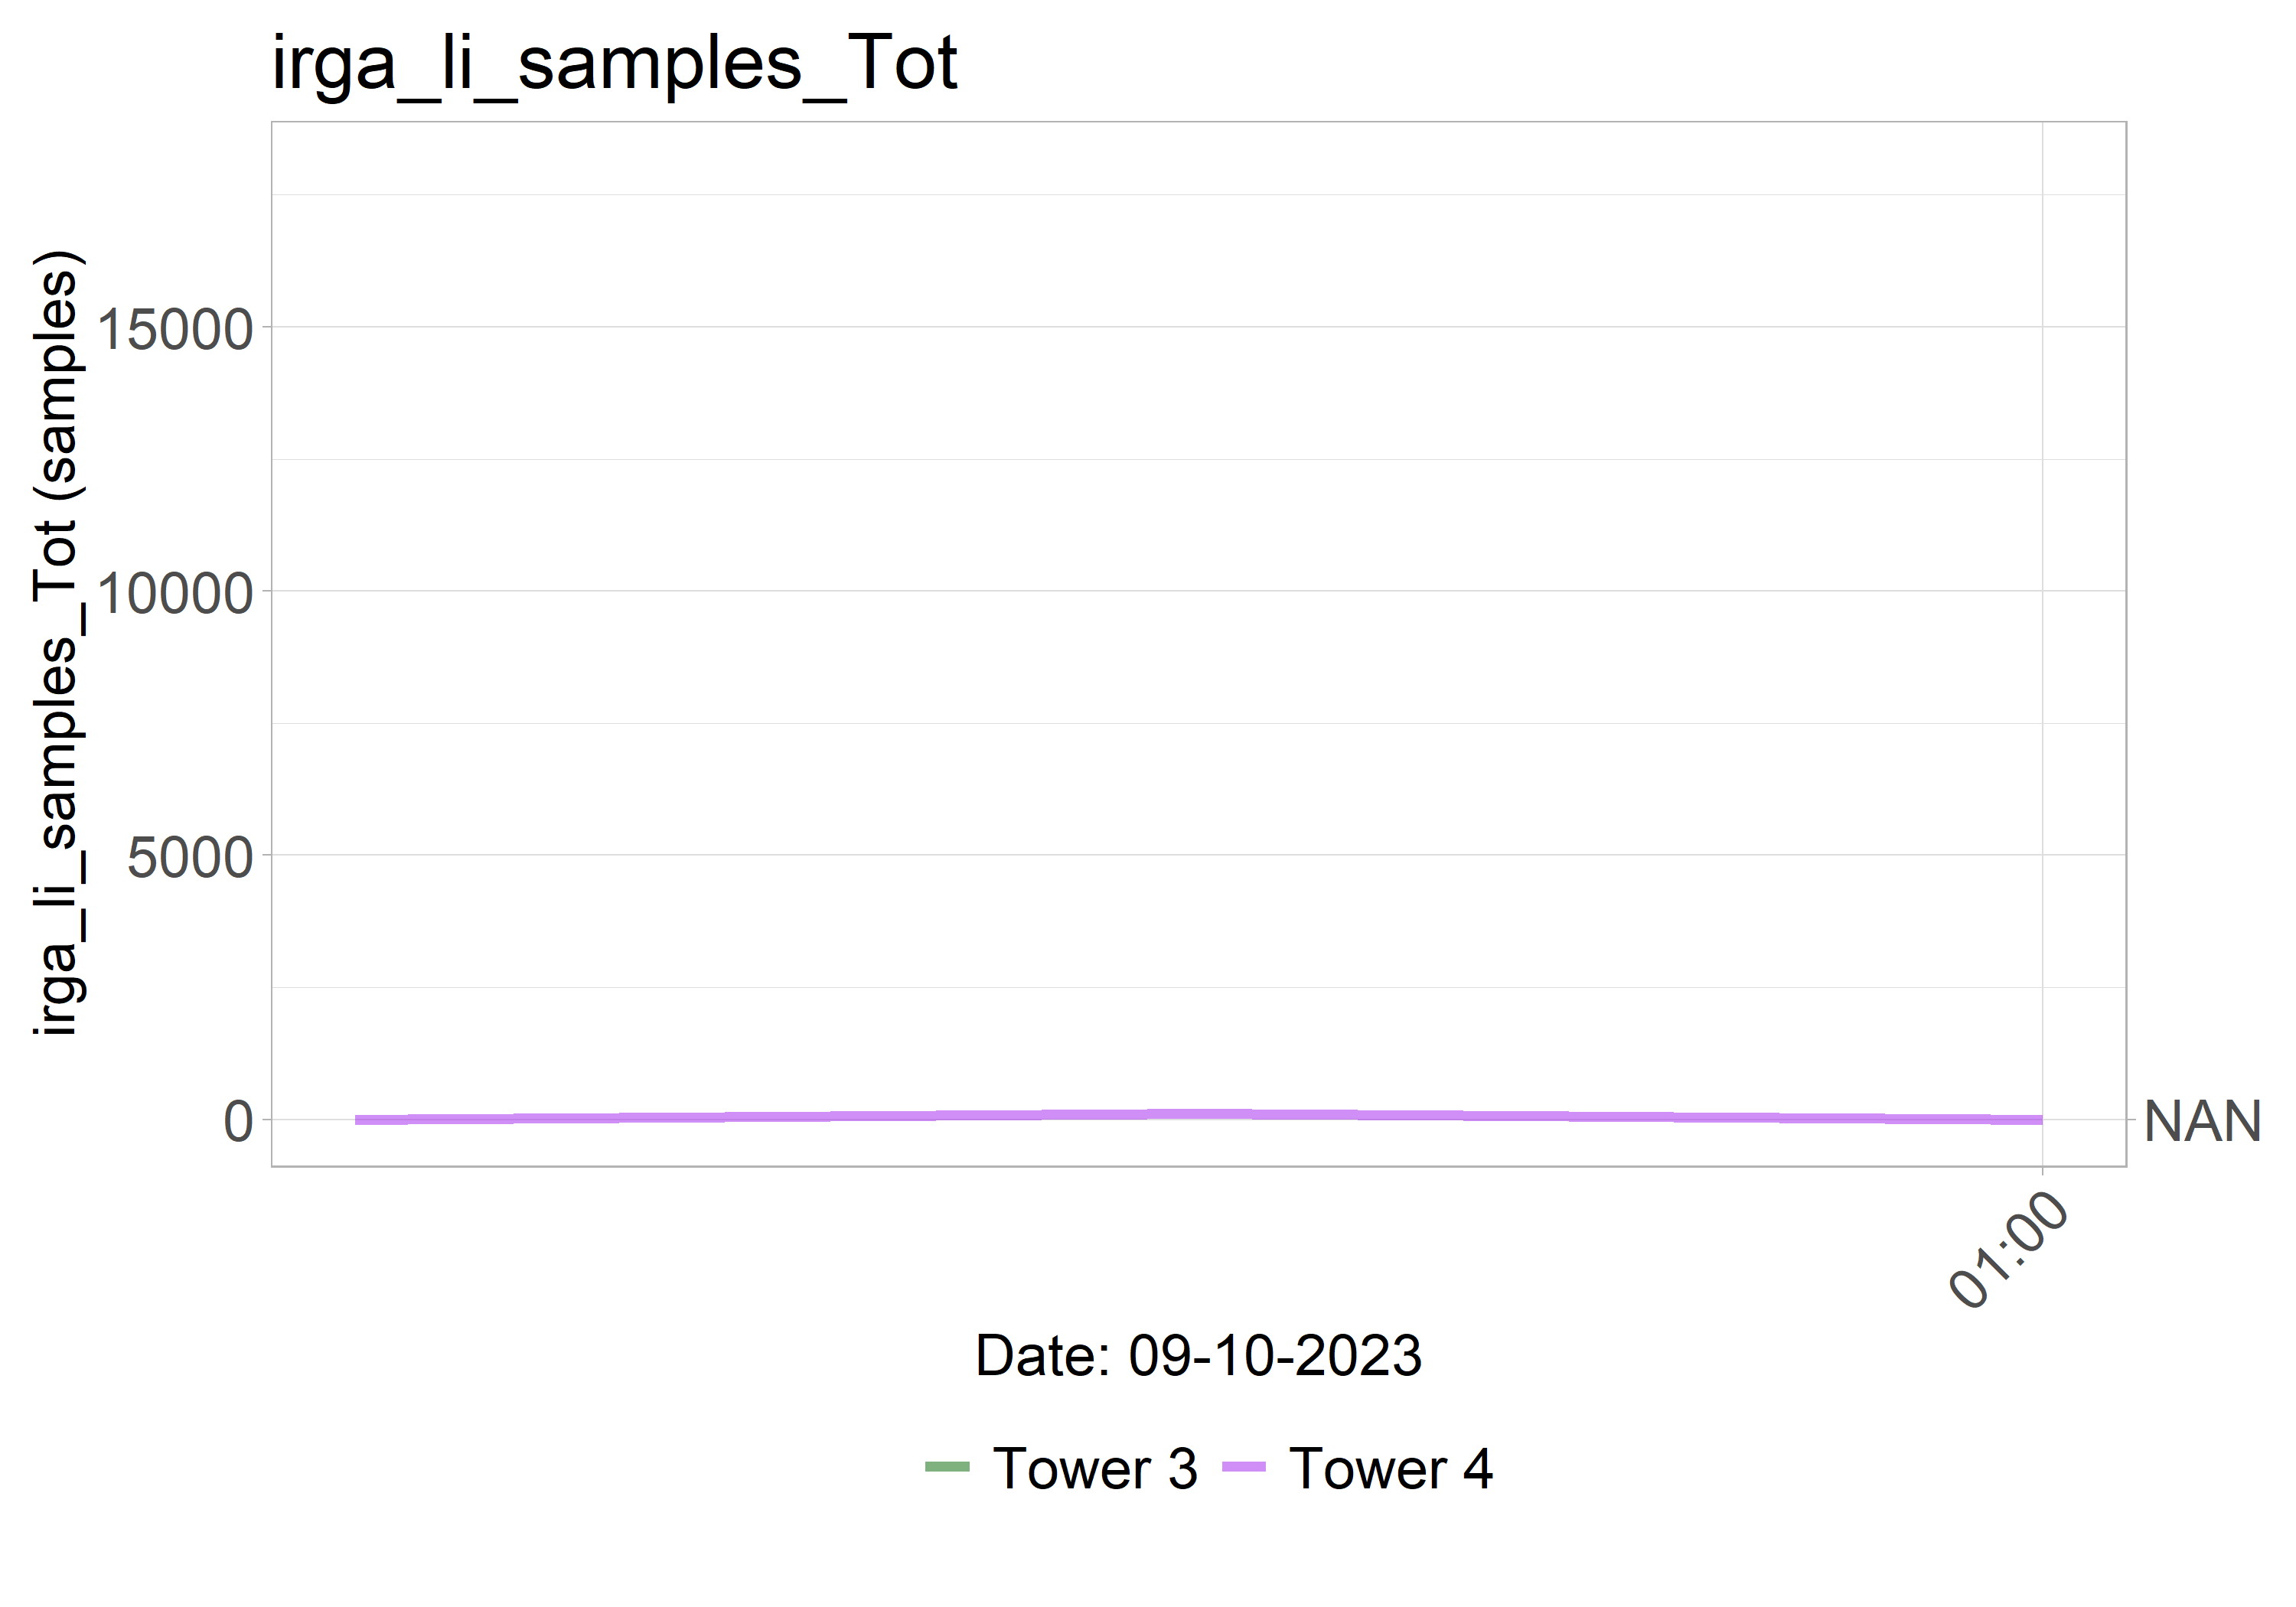 irga_li_samples_Tot
irga_li_samples_Tot (samples)
15000
10000
5000
0
NAN
01:00
Date: 09-10-2023
Tower 3
Tower 4